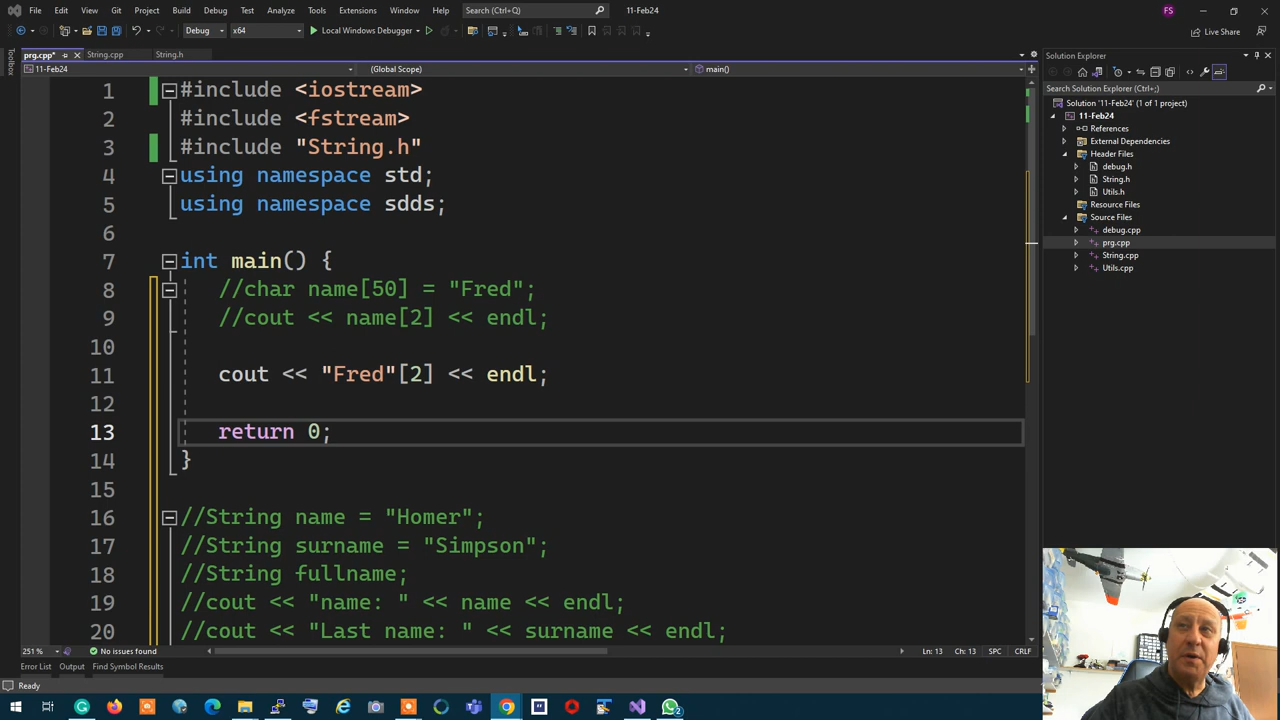 File Edit View Git Project Build Debug Test Analyze Tools Extensions Window Help Search (Ctrl+Q) 11-Feb24 FS
Debug x64 Local Windows Debugger Live Share
prg.cpp* String.cpp String.h
11-Feb24 (Global Scope) main()
1 #include <iostream>
2 #include <fstream>
3 #include "String.h"
4 using namespace std;
5 using namespace sdds;
6
7 int main() {
8 //char name[50] = "Fred";
9 //cout << name[2] << endl;
10
11 cout << "Fred"[2] << endl;
12
13 return 0;
14 }
15
16 //String name = "Homer";
17 //String surname = "Simpson";
18 //String fullname;
19 //cout << "name: " << name << endl;
20 //cout << "Last name: " << surname << endl;
251 % No issues found Ln: 13 Ch: 13 SPC CRLF
Error List Output Find Symbol Results
Ready
Toolbox
Solution Explorer
Search Solution Explorer (Ctrl+;)
Solution '11-Feb24' (1 of 1 project)
11-Feb24
References
External Dependencies
Header Files
debug.h
String.h
Utils.h
Resource Files
Source Files
debug.cpp
prg.cpp
String.cpp
Utils.cpp
2